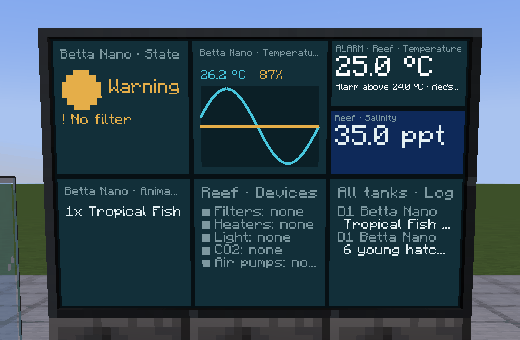 Betta Nano · State
Warning
! No filter
Betta Nano · Temperatu...
26.2 °C 87%
ALARM · Reef · Temperature
25.0 °C
Alarm above 24.0 °C ·
Reef · Salinity
35.0 ppt
Betta Nano · Anima...
1x Tropical Fish
Reef · Devices
Filters: none
Heaters: none
Light: none
CO2: none
Air pumps: no...
All tanks · Log
D1 Betta Nano
Tropical Fish ...
D1 Betta Nano
6 young hatc...